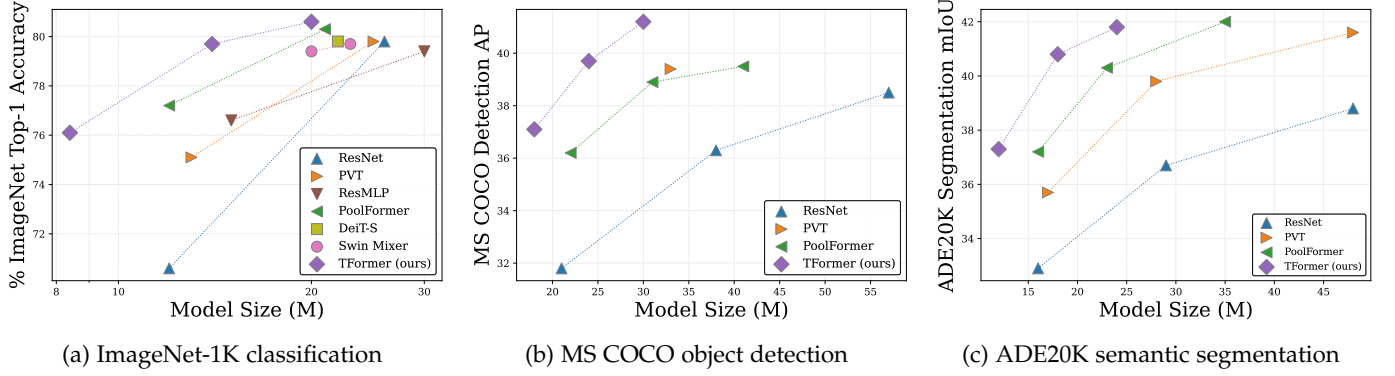 % ImageNet Top-1 Accuracy
80
78
76
74
72
8
10
20
30
Model Size (M)
ResNet
PVT
ResMLP
PoolFormer
DeiT-S
Swin Mixer
TFormer (ours)
(a) ImageNet-1K classification
MS COCO Detection AP
40
38
36
34
32
20
25
30
35
40
45
50
55
Model Size (M)
ResNet
PVT
PoolFormer
TFormer (ours)
(b) MS COCO object detection
ADE20K Segmentation mIoU
42
40
38
36
34
15
20
25
30
35
40
45
Model Size (M)
ResNet
PVT
PoolFormer
TFormer (ours)
(c) ADE20K semantic segmentation